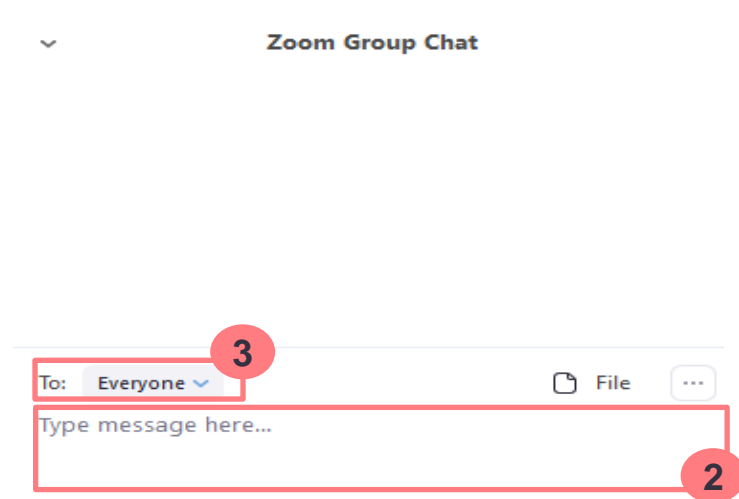 Zoom Group Chat
3
To: Everyone File ...
Type message here...
2